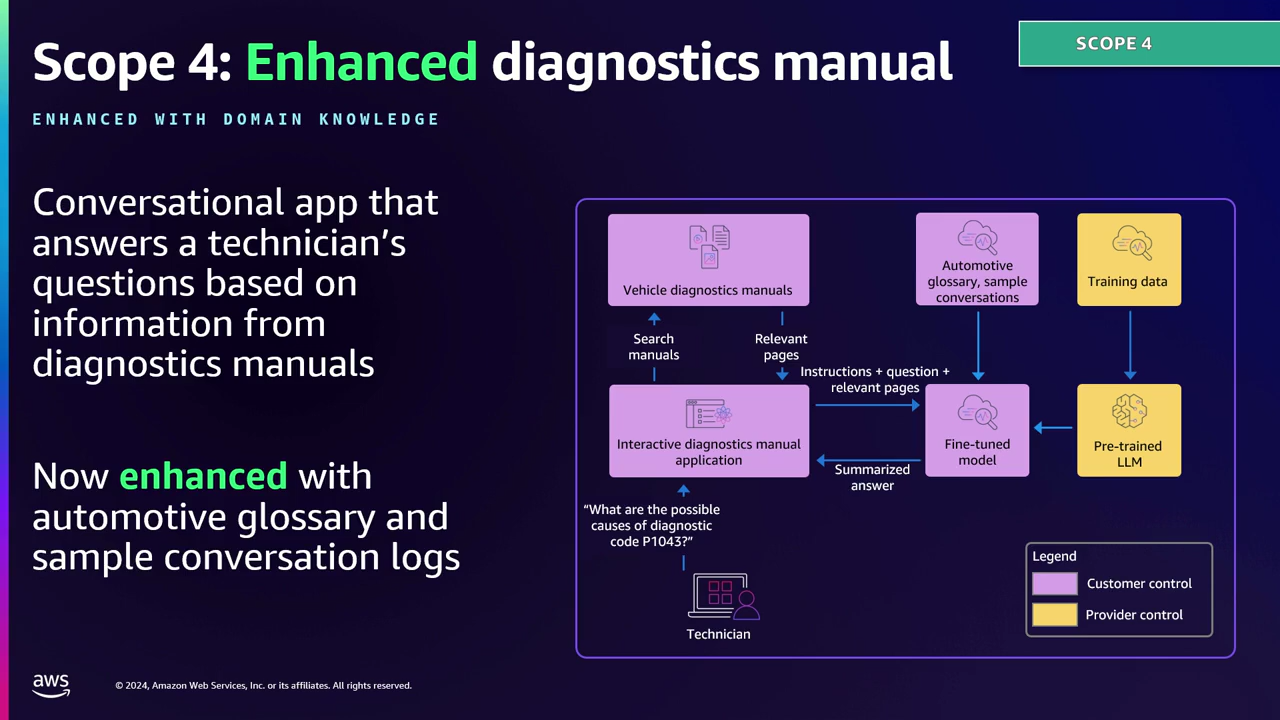 Scope 4: Enhanced diagnostics manual
SCOPE 4
ENHANCED WITH DOMAIN KNOWLEDGE
Conversational app that
answers a technician’s
questions based on
information from
diagnostics manuals
Now enhanced with
automotive glossary and
sample conversation logs
Vehicle diagnostics manuals
Automotive
glossary, sample
conversations
Training data
Search
manuals
Relevant
pages
Instructions + question +
relevant pages
Interactive diagnostics manual
application
Fine-tuned
model
Pre-trained
LLM
Summarized
answer
“What are the possible
causes of diagnostic
code P1043?”
Technician
Legend
Customer control
Provider control
aws
© 2024, Amazon Web Services, Inc. or its affiliates. All rights reserved.